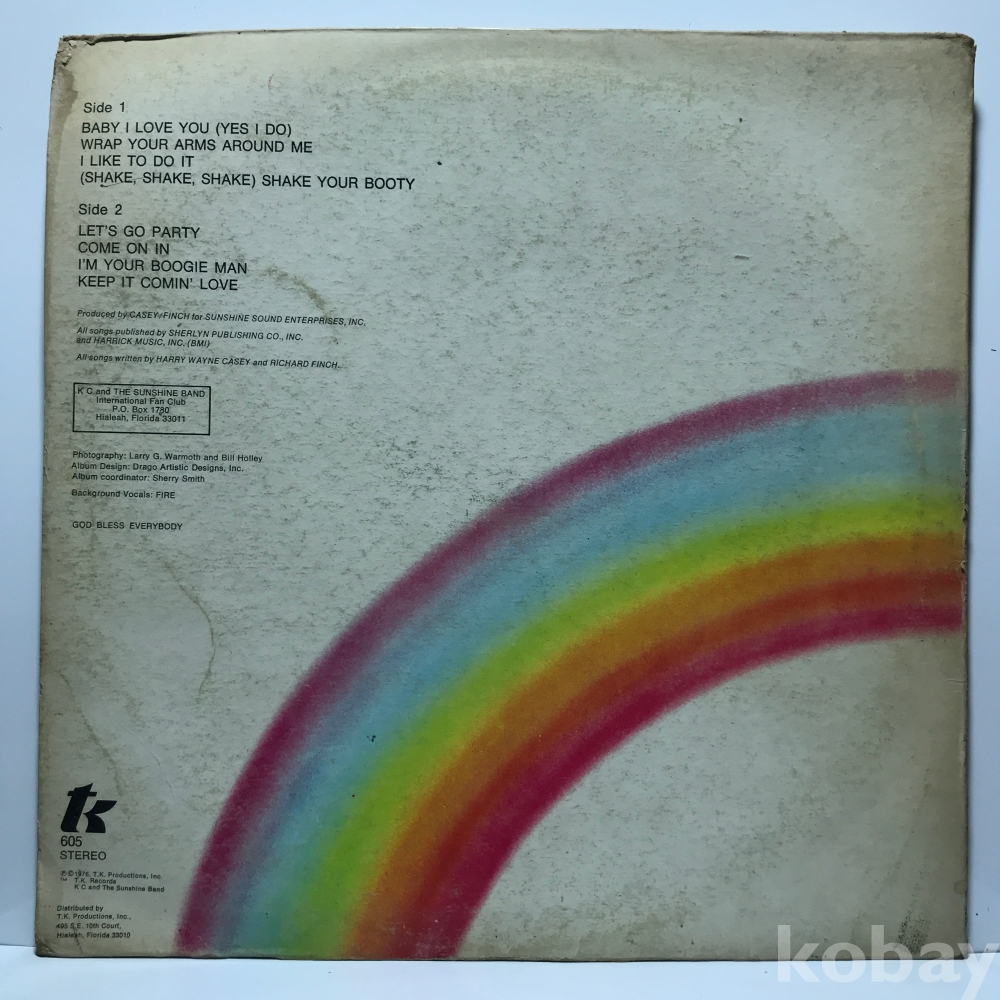 Side 1
BABY I LOVE YOU (YES I DO)
WRAP YOUR ARMS AROUND ME
I LIKE TO DO IT
(SHAKE, SHAKE, SHAKE) SHAKE YOUR BOOTY
Side 2
LET'S GO PARTY
COME ON IN
I'M YOUR BOOGIE MAN
KEEP IT COMIN' LOVE
Produced by CASEY/FINCH for SUNSHINE SOUND ENTERPRISES, INC.
All songs published by SHERLYN PUBLISHING CO., INC.
and HARRICK MUSIC, INC. (BMI)
All songs written by HARRY WAYNE CASEY and RICHARD FINCH.
K C and THE SUNSHINE BAND
International Fan Club
P.O. Box 1780
Hialeah, Florida 33011
Photography: Larry G. Warmoth and Bill Holley
Album Design: Drago Artistic Designs, Inc.
Album coordinator: Sherry Smith
Background Vocals: FIRE
GOD BLESS EVERYBODY
tk
605
STEREO
℗©1976, T.K. Productions, Inc.
™ T.K. Records
K C and The Sunshine Band
Distributed by
T.K. Productions, Inc.,
495 S.E. 10th Court,
Hialeah, Florida 33010
kobay